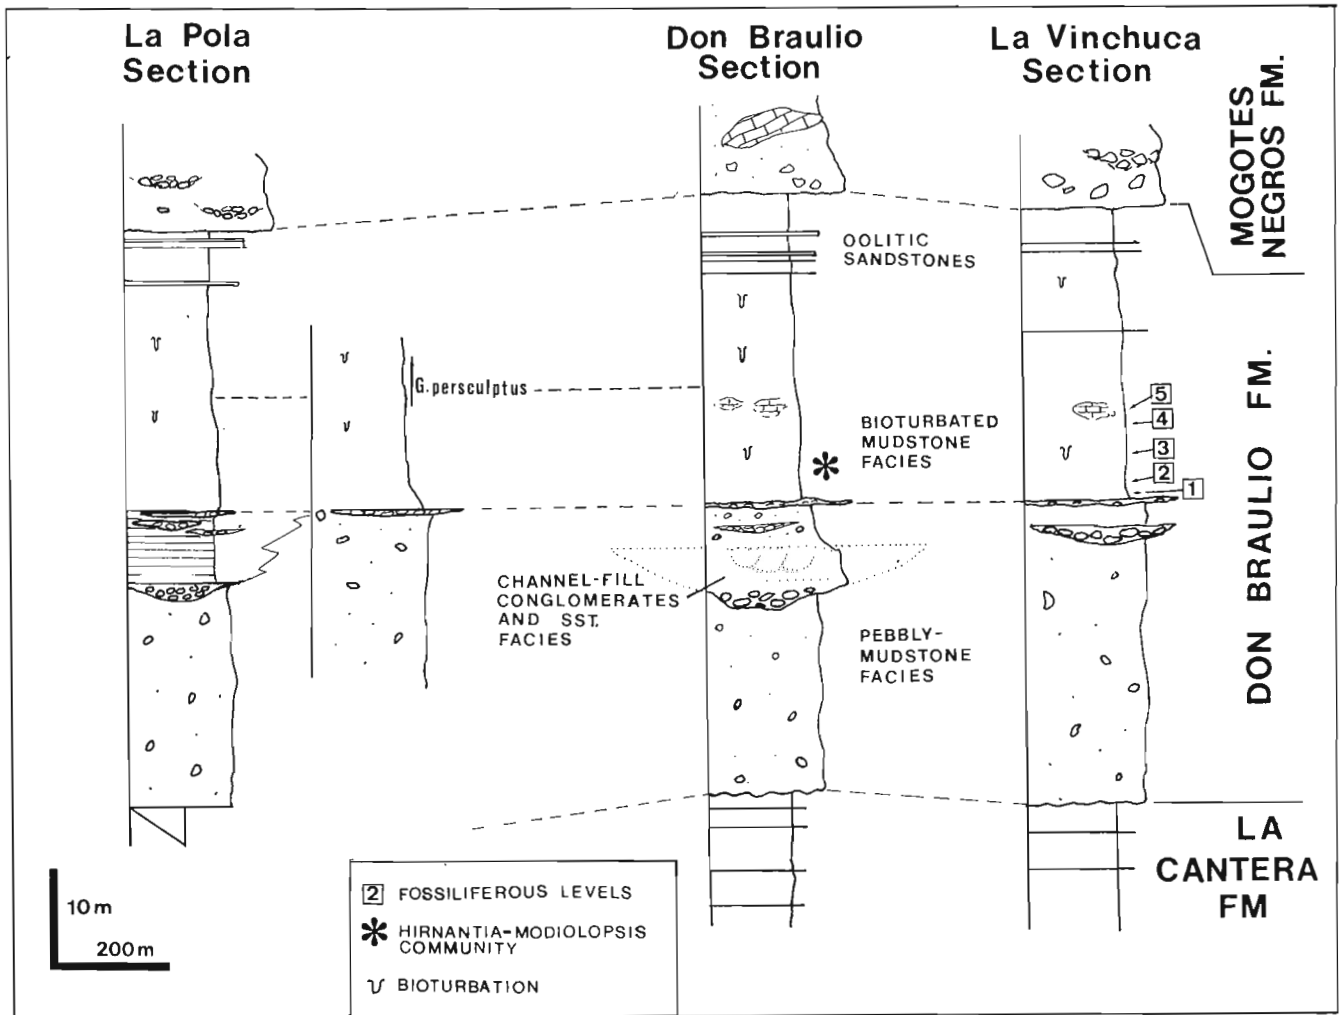 La Pola
Section
Don Braulio
Section
La Vinchuca
Section
MOGOTES
NEGROS FM.
OOLITIC
SANDSTONES
G. persculptus
BIOTURBATED
MUDSTONE
FACIES
5
4
3
2
1
CHANNEL-FILL
CONGLOMERATES
AND SST.
FACIES
PEBBLY-
MUDSTONE
FACIES
DON BRAULIO FM.
LA
CANTERA
FM
10 m
200 m
2 FOSSILIFEROUS LEVELS
* HIRNANTIA-MODIOLOPSIS
COMMUNITY
BIOTURBATION